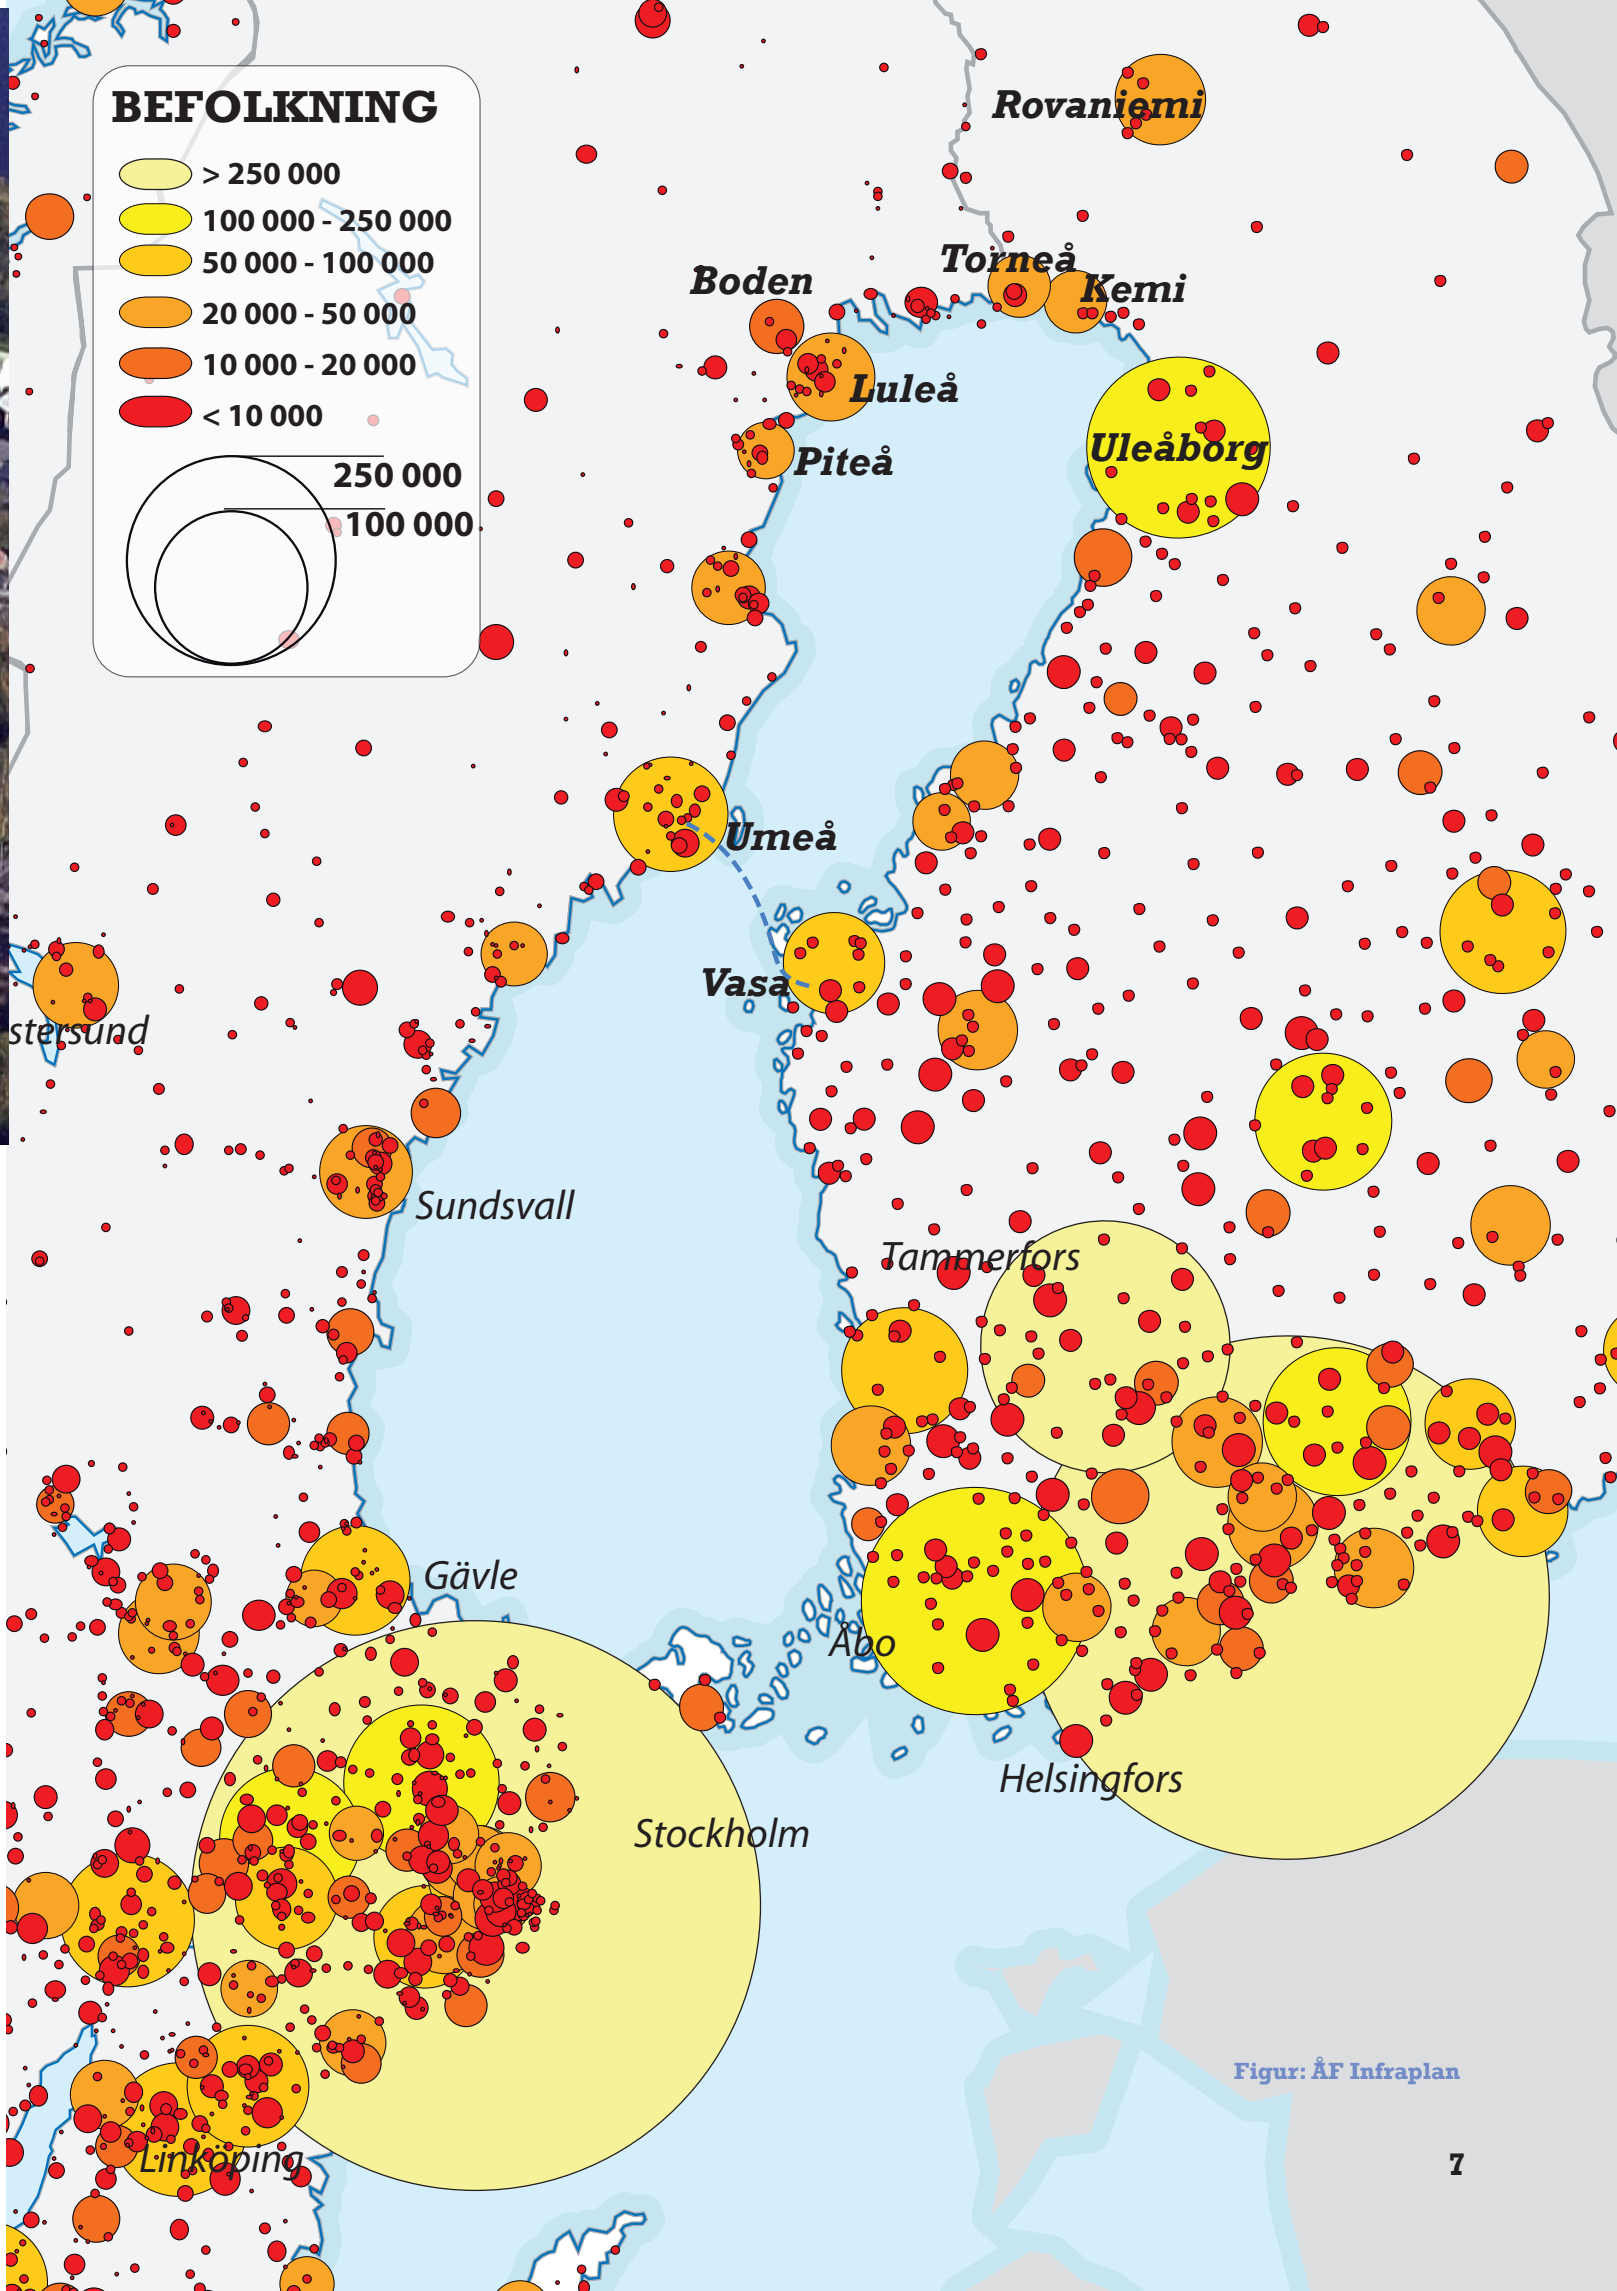 BEFOLKNING
> 250 000
100 000 - 250 000
50 000 - 100 000
20 000 - 50 000
10 000 - 20 000
< 10 000
250 000
100 000
Rovaniemi
Torneå
Kemi
Boden
Luleå
Piteå
Uleåborg
Umeå
Vasa
stersund
Sundsvall
Tammerfors
Gävle
Åbo
Helsingfors
Stockholm
Linköping
Figur: ÅF Infraplan
7